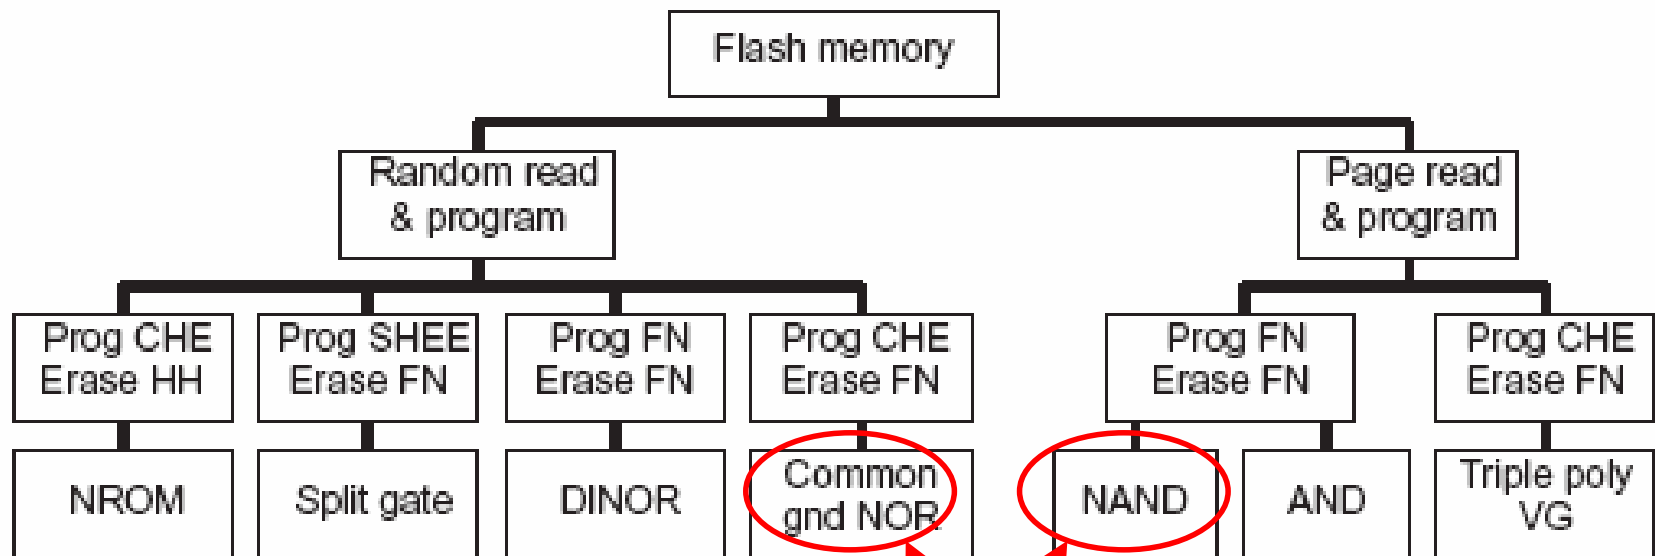 Flash memory
Random read
& program
Page read
& program
Prog CHE
Erase HH
Prog SHEE
Erase FN
Prog FN
Erase FN
Prog CHE
Erase FN
Prog FN
Erase FN
Prog CHE
Erase FN
NROM
Split gate
DINOR
Common
gnd NOR
NAND
AND
Triple poly
VG